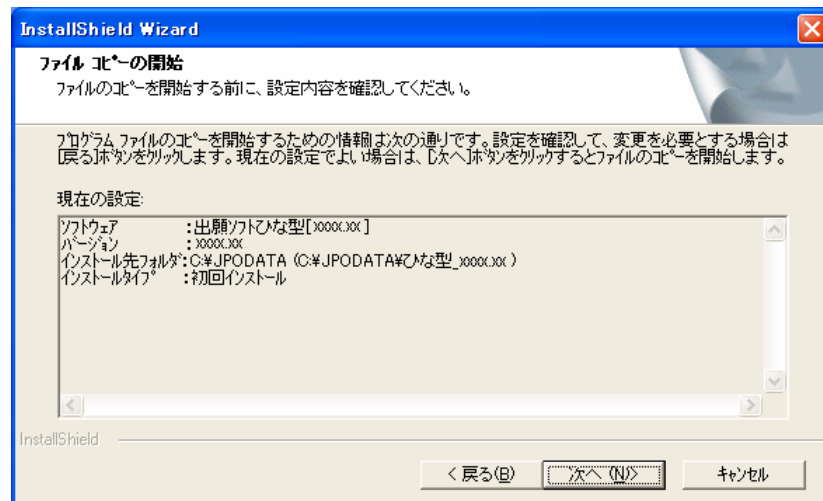 InstallShield Wizard
ファイル コピーの開始
ファイルのコピーを開始する前に、設定内容を確認してください。
プログラム ファイルのコピーを開始するための情報は次の通りです。設定を確認して、変更を必要とする場合は
[戻る]ボタンをクリックします。現在の設定でよい場合は、[次へ]ボタンをクリックするとファイルのコピーを開始します。
現在の設定:
ソフトウェア :出願ソフトひな型[xxxx.xx]
バージョン :xxxx.xx
インストール先フォルダ:C:¥JPODATA (C:¥JPODATA¥ひな型_xxxx.xx)
インストールタイプ :初回インストール
InstallShield
< 戻る(B) 次へ (N)> キャンセル